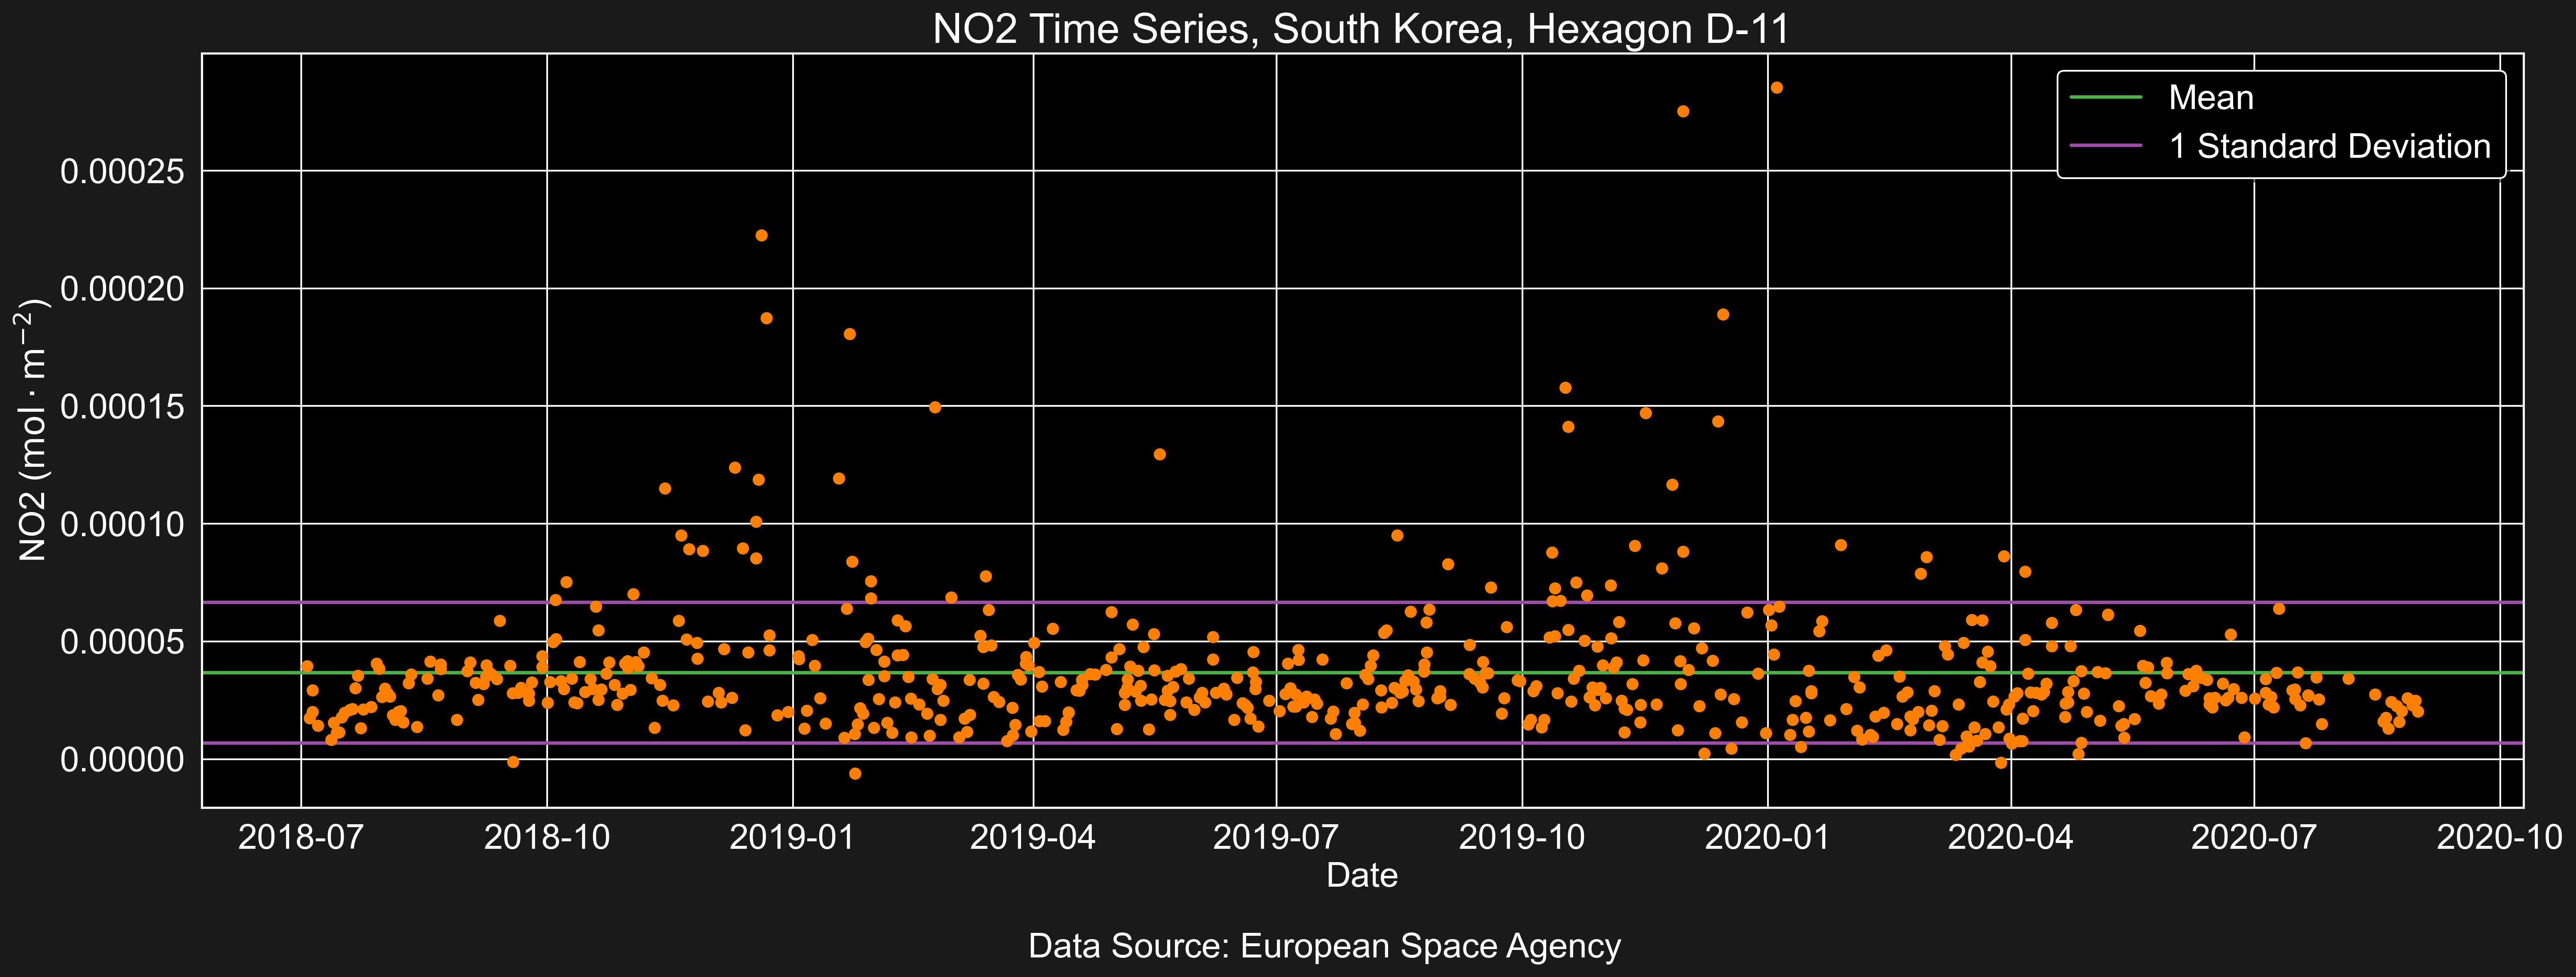 NO2 Time Series, South Korea, Hexagon D-11
Mean
1 Standard Deviation
NO2 (mol · m⁻²)
0.00025
0.00020
0.00015
0.00010
0.00005
0.00000
2018-07 2018-10 2019-01 2019-04 2019-07 2019-10 2020-01 2020-04 2020-07 2020-10
Date
Data Source: European Space Agency